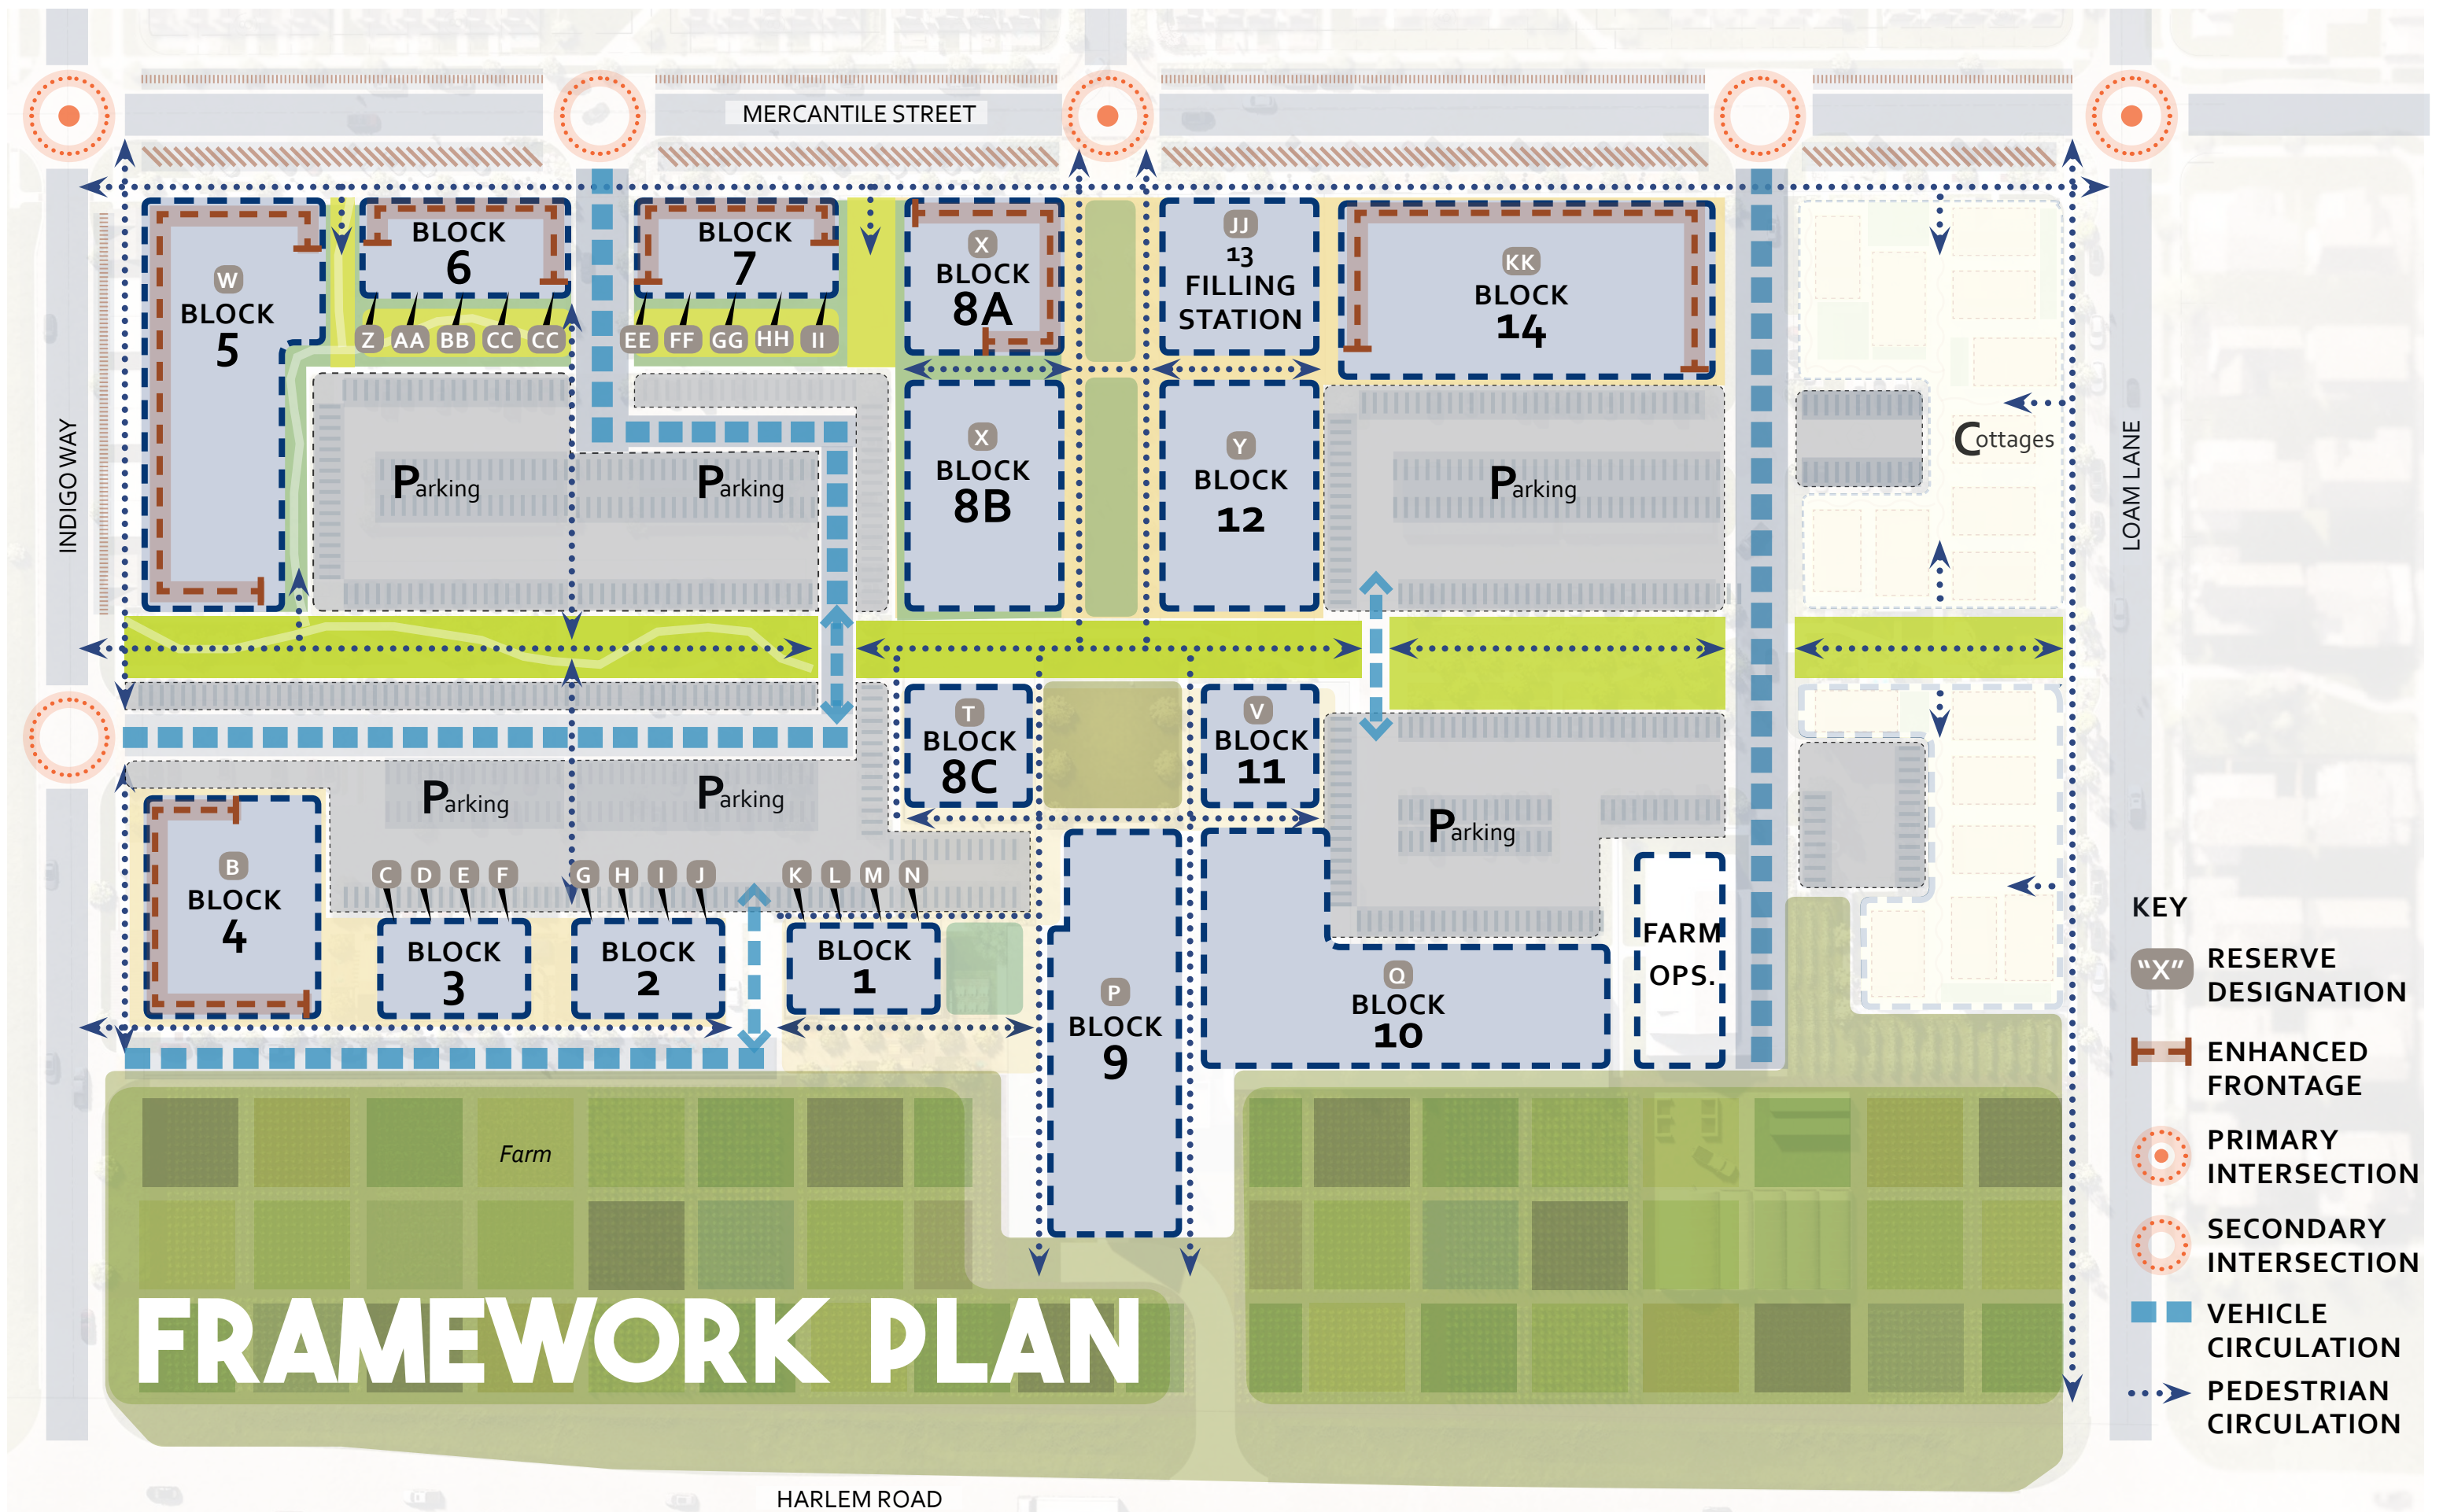 MERCANTILE STREET
INDIGO WAY
LOAM LANE
W
BLOCK
5
BLOCK
6
Z AA BB CC CC
BLOCK
7
EE FF GG HH II
X
BLOCK
8A
JJ
13
FILLING
STATION
KK
BLOCK
14
X
BLOCK
8B
Y
BLOCK
12
Parking
Parking
Parking
Cottages
T
BLOCK
8C
V
BLOCK
11
Parking
Parking
Parking
B
BLOCK
4
C D E F
BLOCK
3
G H I J
BLOCK
2
K L M N
BLOCK
1
P
BLOCK
9
Q
BLOCK
10
FARM
OPS.
Farm
FRAMEWORK PLAN
HARLEM ROAD
KEY
"X" RESERVE
DESIGNATION
ENHANCED
FRONTAGE
PRIMARY
INTERSECTION
SECONDARY
INTERSECTION
VEHICLE
CIRCULATION
PEDESTRIAN
CIRCULATION